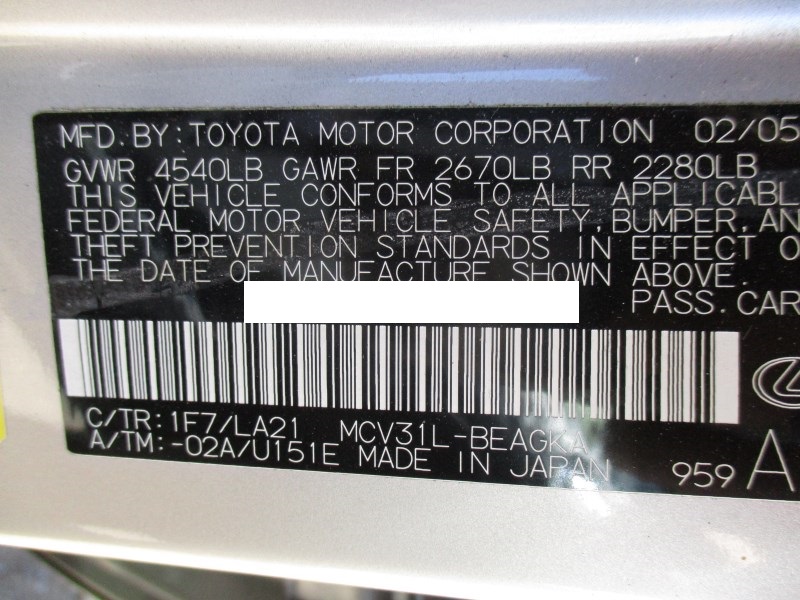 MFD. BY: TOYOTA MOTOR CORPORATION 02/05
GVWR 4540LB GAWR FR 2670LB RR 2280LB
THIS VEHICLE CONFORMS TO ALL APPLICABL
FEDERAL MOTOR VEHICLE SAFETY, BUMPER, AN
THEFT PREVENTION STANDARDS IN EFFECT O
THE DATE OF MANUFACTURE SHOWN ABOVE.
PASS. CAR
C/TR: 1F7/LA21 MCV31L-BEAGKA
A/TM: -02A/U151E MADE IN JAPAN 959 A